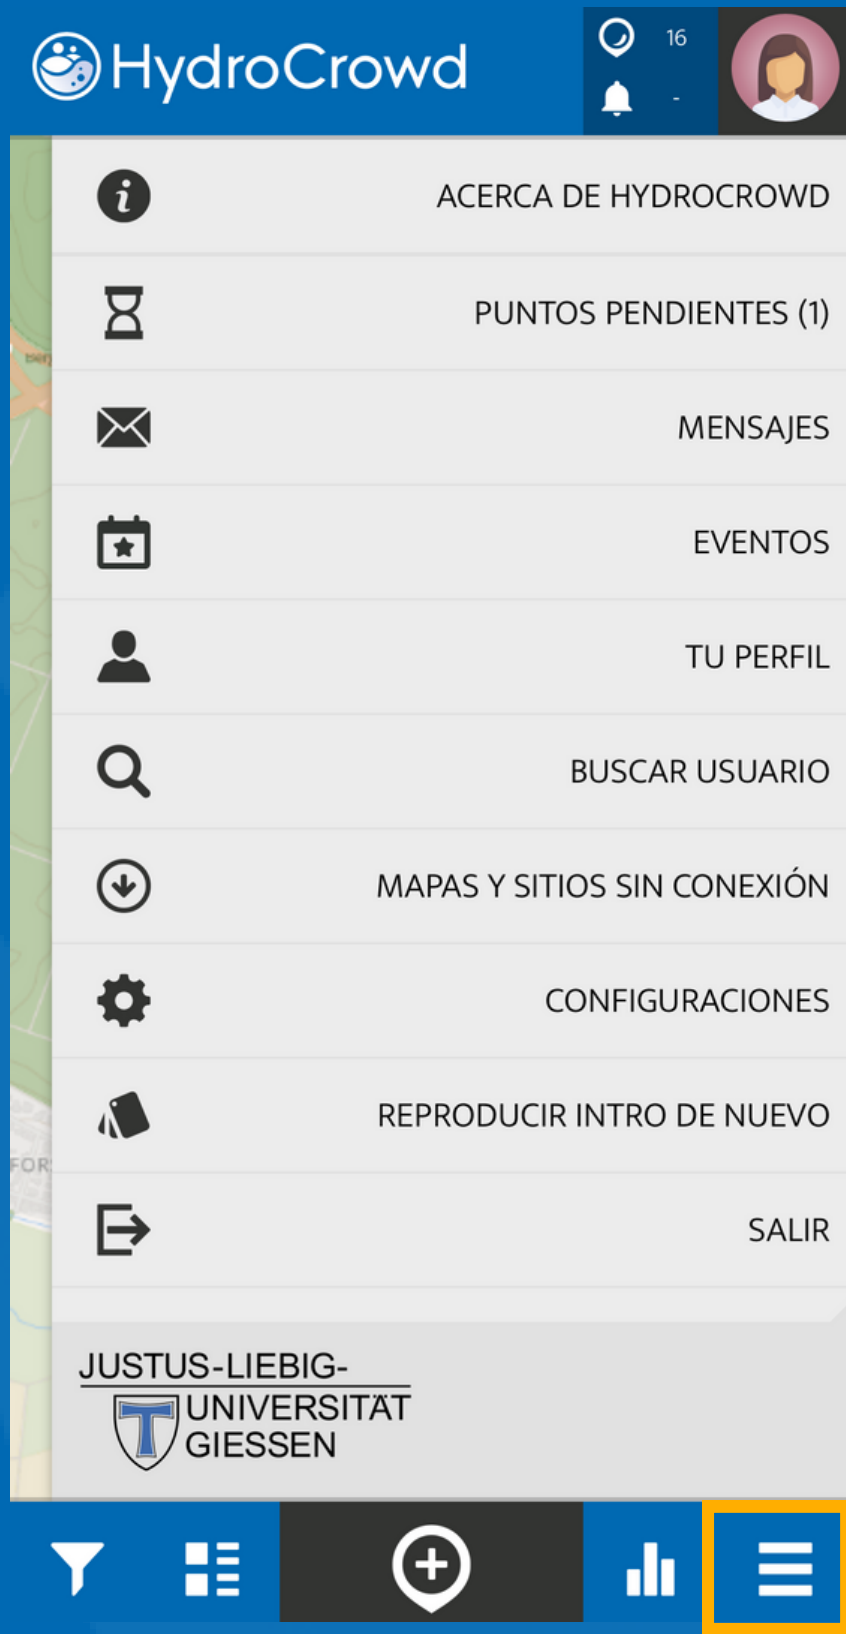 HydroCrowd
16
-
ACERCA DE HYDROCROWD
PUNTOS PENDIENTES (1)
MENSAJES
EVENTOS
TU PERFIL
BUSCAR USUARIO
MAPAS Y SITIOS SIN CONEXIÓN
CONFIGURACIONES
REPRODUCIR INTRO DE NUEVO
FOR
SALIR
JUSTUS-LIEBIG-
UNIVERSITÄT
GIESSEN